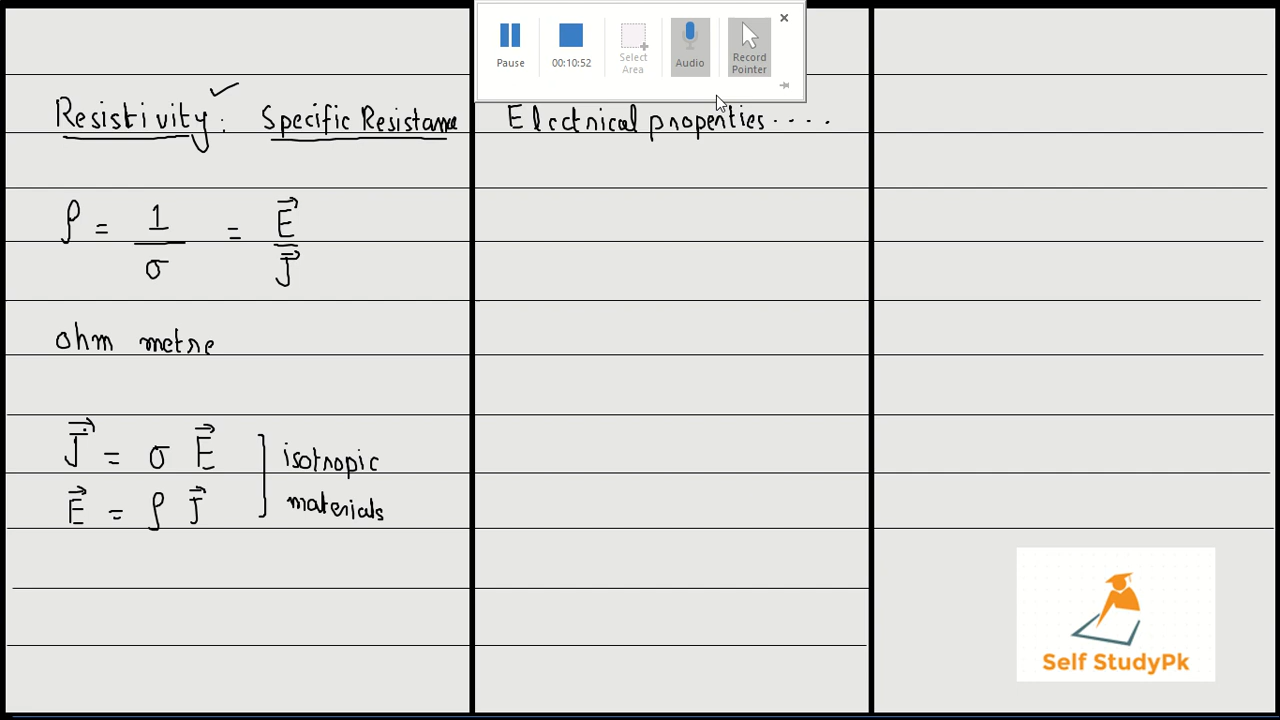 Pause
00:10:52
Select Area
Audio
Record Pointer
Resistivity: Specific Resistance
ρ = 1/σ = E⃗/J⃗
ohm metre
J⃗ = σ E⃗
E⃗ = ρ J⃗
isotropic
materials
Elctrical properties.....
Self StudyPk